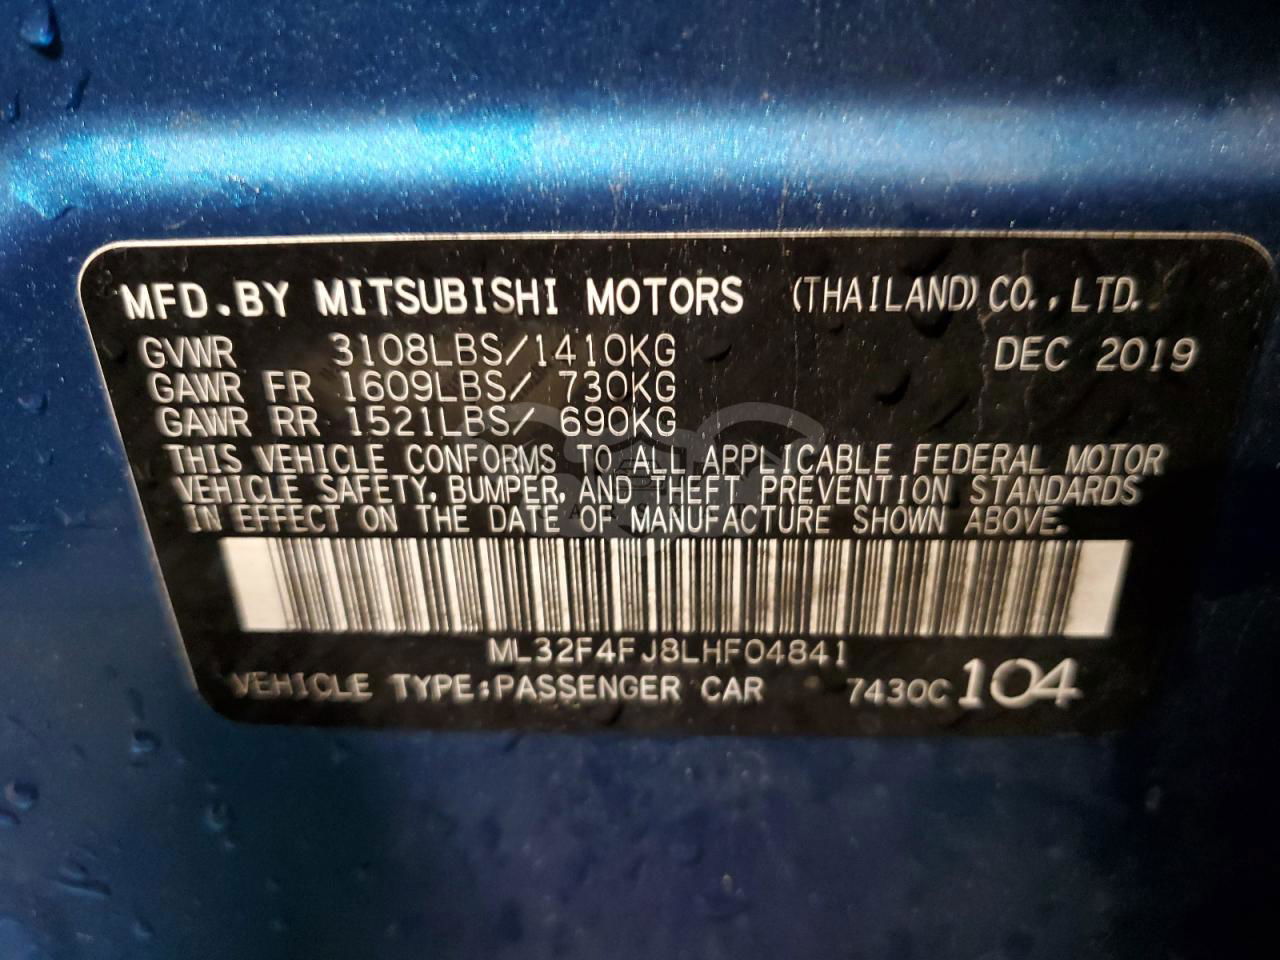 MFD.BY MITSUBISHI MOTORS (THAILAND)CO.,LTD.
GVWR 3108LBS/1410KG DEC 2019
GAWR FR 1609LBS/ 730KG
GAWR RR 1521LBS/ 690KG
THIS VEHICLE CONFORMS TO ALL APPLICABLE FEDERAL MOTOR
VEHICLE SAFETY, BUMPER, AND THEFT PREVENTION STANDARDS
IN EFFECT ON THE DATE OF MANUFACTURE SHOWN ABOVE.
ML32F4FJ8LHF04841
VEHICLE TYPE:PASSENGER CAR 7430C 104